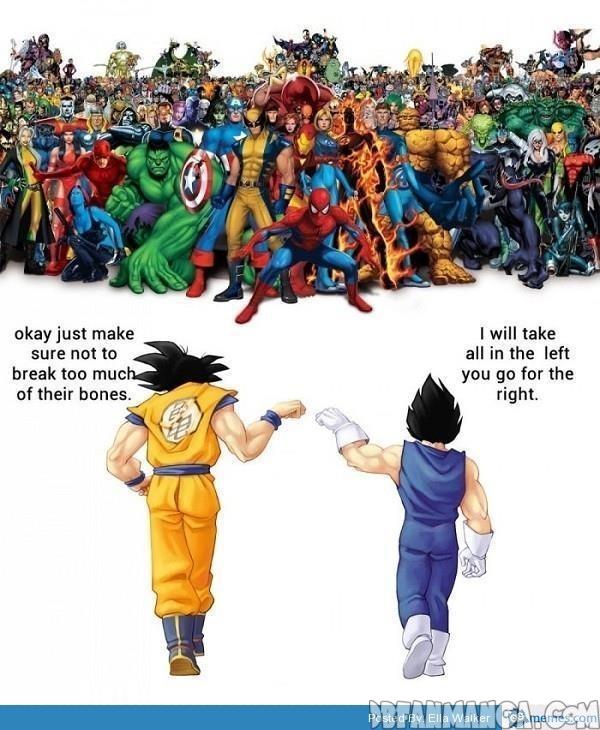 okay just make
sure not to
break too much
of their bones.
I will take
all in the left
you go for the
right.
DBFANMANGA.COM
Posted By: Ella Walker
memes.com